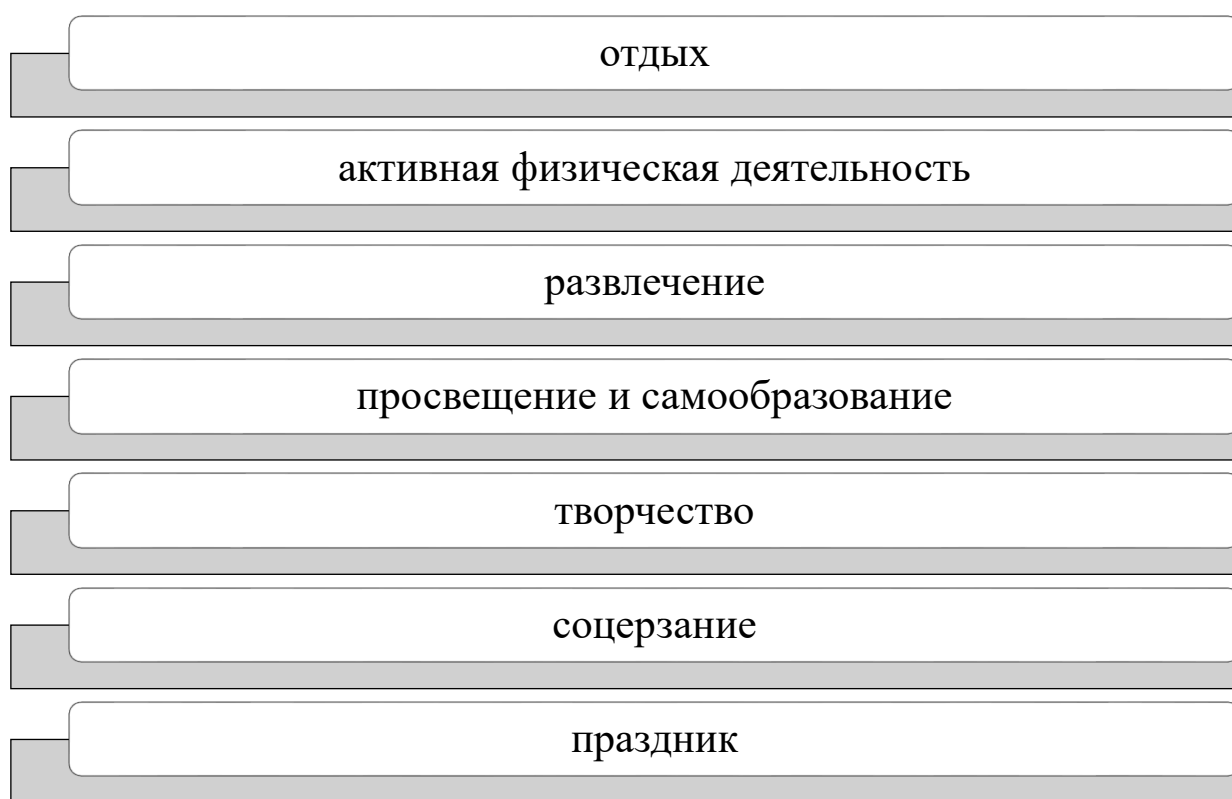 отдых
активная физическая деятельность
развлечение
просвещение и самообразование
творчество
соцерзание
праздник